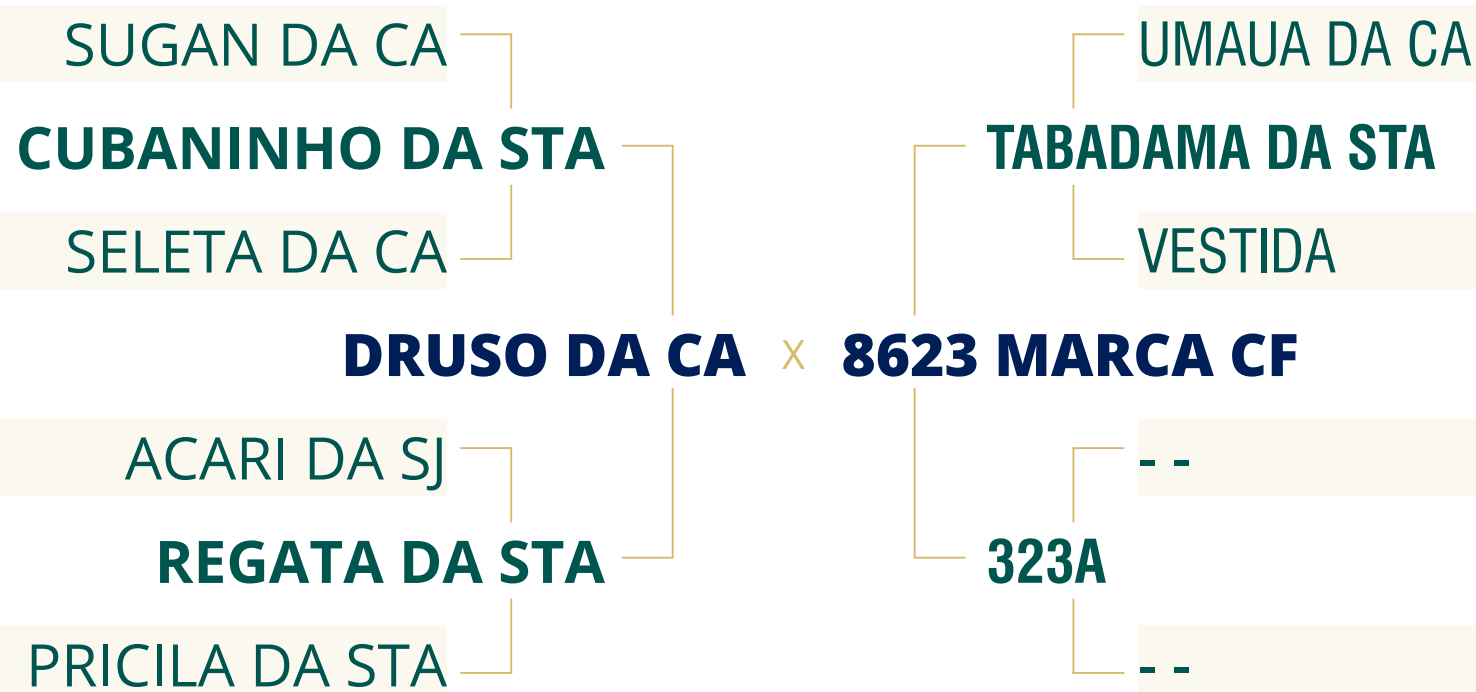 SUGAN DA CA
UMAUA DA CA
CUBANINHO DA STA
TABADAMA DA STA
SELETA DA CA
VESTIDA
DRUSO DA CA X 8623 MARCA CF
ACARI DA SJ
- -
REGATA DA STA
323A
PRICILA DA STA
- -